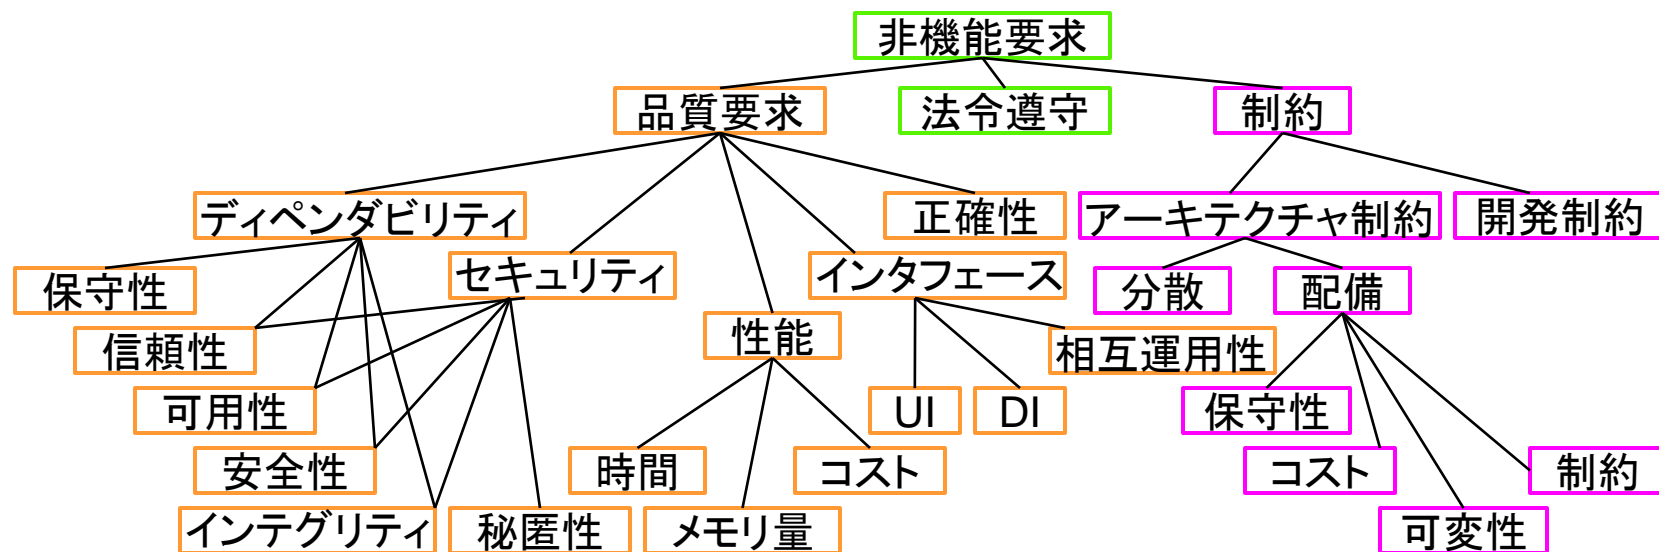 非機能要求
品質要求
法令遵守
制約
ディペンダビリティ
正確性
アーキテクチャ制約
開発制約
セキュリティ
インタフェース
保守性
分散
配備
信頼性
性能
相互運用性
可用性
UI
DI
保守性
安全性
時間
コスト
コスト
制約
インテグリティ
秘匿性
メモリ量
可変性